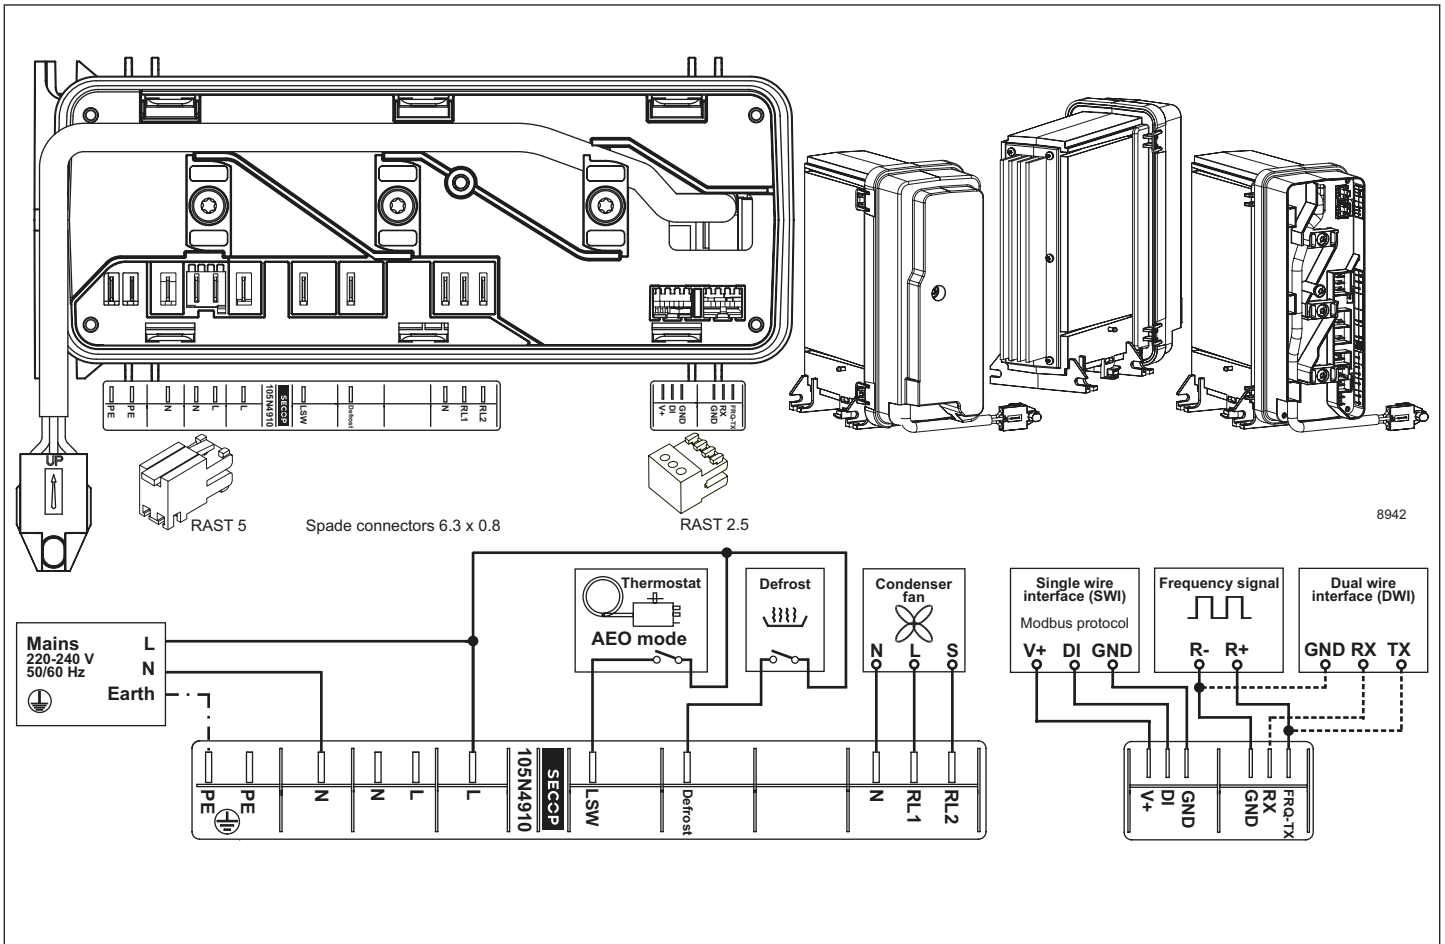 PE
PE
N
N
L
L
105N4910
SECOP
LSW
Defrost
N
RL1
RL2
V+
DI
GND
GND
RX
FRQ-TX
UP
RAST 5
Spade connectors 6.3 x 0.8
RAST 2.5
8942
Mains
220-240 V
50/60 Hz
L
N
Earth
Thermostat
AEO mode
Defrost
Condenser
fan
N L S
Single wire
interface (SWI)
Modbus protocol
V+ DI GND
Frequency signal
R- R+
Dual wire
interface (DWI)
GND RX TX
PE
PE
N
N
L
L
105N4910
SECOP
LSW
Defrost
N
RL1
RL2
V+
DI
GND
GND
RX
FRQ-TX